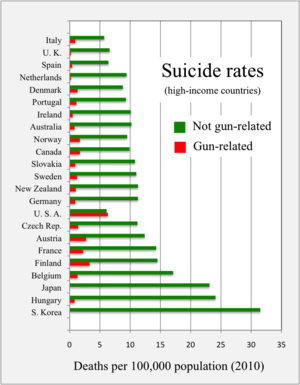 Suicide rates
(high-income countries)
Not gun-related
Gun-related
Italy
U. K.
Spain
Netherlands
Denmark
Portugal
Ireland
Australia
Norway
Canada
Slovakia
Sweden
New Zealand
Germany
U. S. A.
Czech Rep.
Austria
France
Finland
Belgium
Japan
Hungary
S. Korea
0 5 10 15 20 25 30 35
Deaths per 100,000 population (2010)